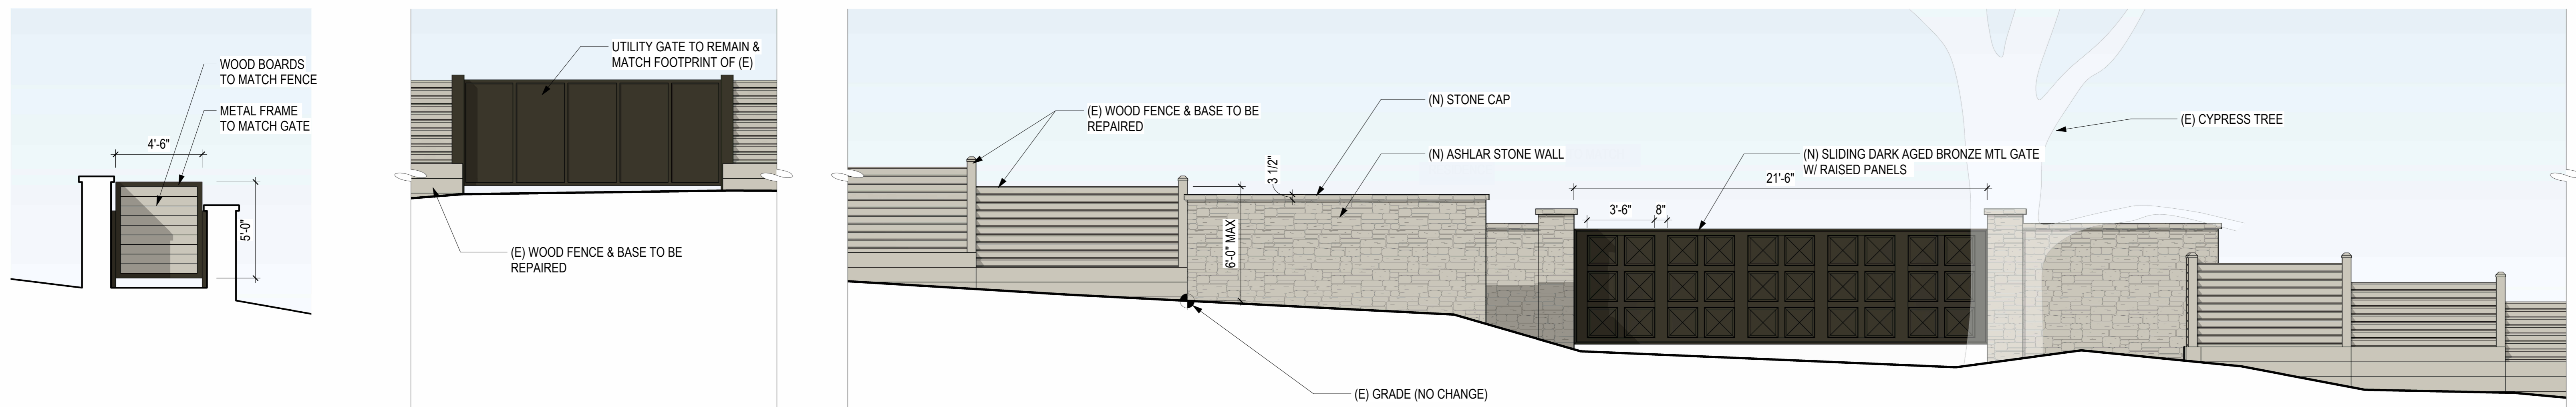 WOOD BOARDS
TO MATCH FENCE
METAL FRAME
TO MATCH GATE
4'-6"
5'-0"
UTILITY GATE TO REMAIN &
MATCH FOOTPRINT OF (E)
(E) WOOD FENCE & BASE TO BE
REPAIRED
(E) WOOD FENCE & BASE TO BE
REPAIRED
(N) STONE CAP
(N) ASHLAR STONE WALL
3 1/2"
6'-0" MAX
(N) SLIDING DARK AGED BRONZE MTL GATE
W/ RAISED PANELS
21'-6"
3'-6"
8"
(E) CYPRESS TREE
(E) GRADE (NO CHANGE)